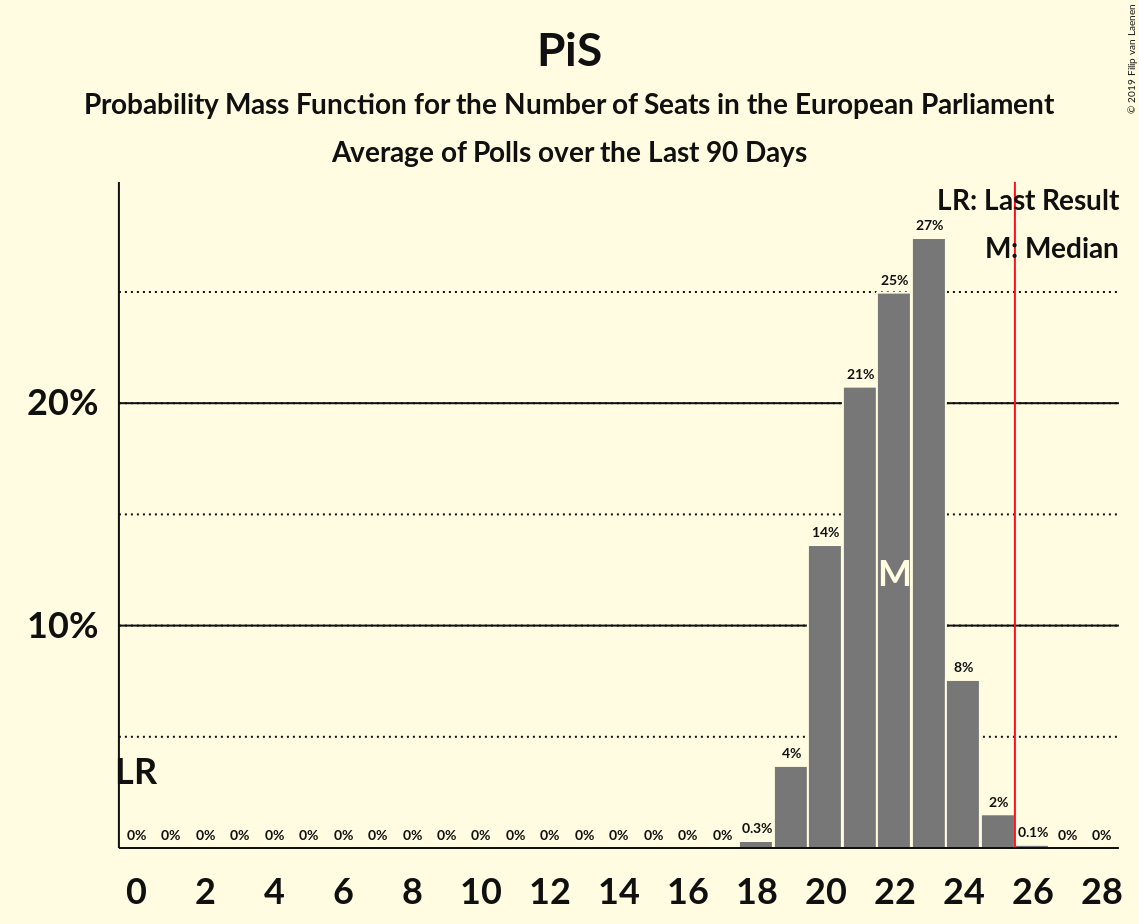 PiS
Probability Mass Function for the Number of Seats in the European Parliament
Average of Polls over the Last 90 Days
© 2019 Filip van Laenen
LR: Last Result
M: Median
27%
25%
21%
20%
14%
M
10%
8%
4%
LR
2%
0% 0% 0% 0% 0% 0% 0% 0% 0% 0% 0% 0% 0% 0% 0% 0% 0% 0% 0.3% 0.1% 0% 0%
0 2 4 6 8 10 12 14 16 18 20 22 24 26 28